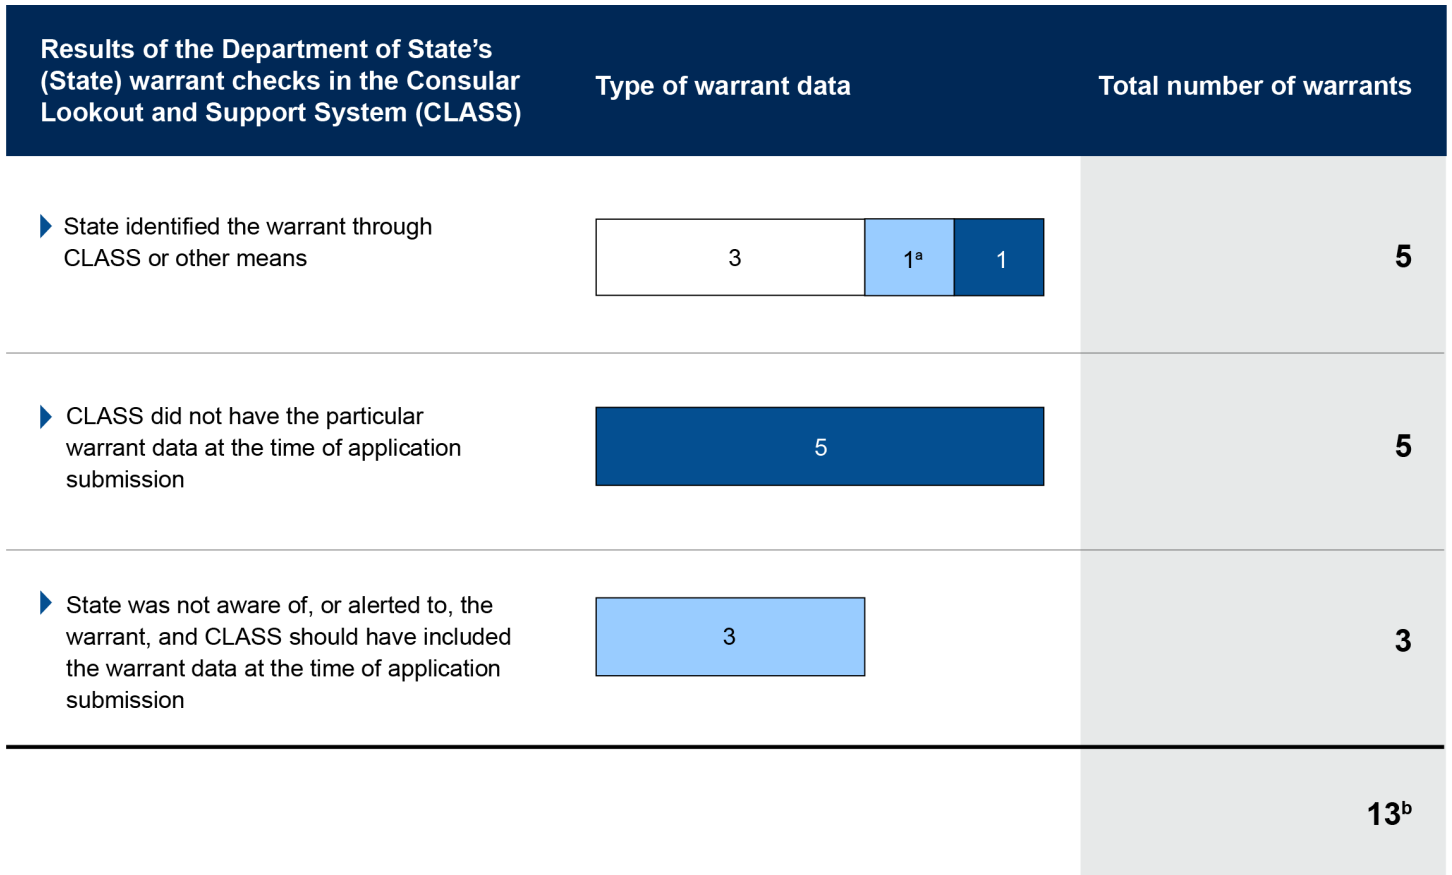 Results of the Department of State’s
(State) warrant checks in the Consular
Lookout and Support System (CLASS)
Type of warrant data
Total number of warrants
State identified the warrant through
CLASS or other means
3
1ᵃ
1
5
CLASS did not have the particular
warrant data at the time of application
submission
5
5
State was not aware of, or alerted to, the
warrant, and CLASS should have included
the warrant data at the time of application
submission
3
3
13ᵇ